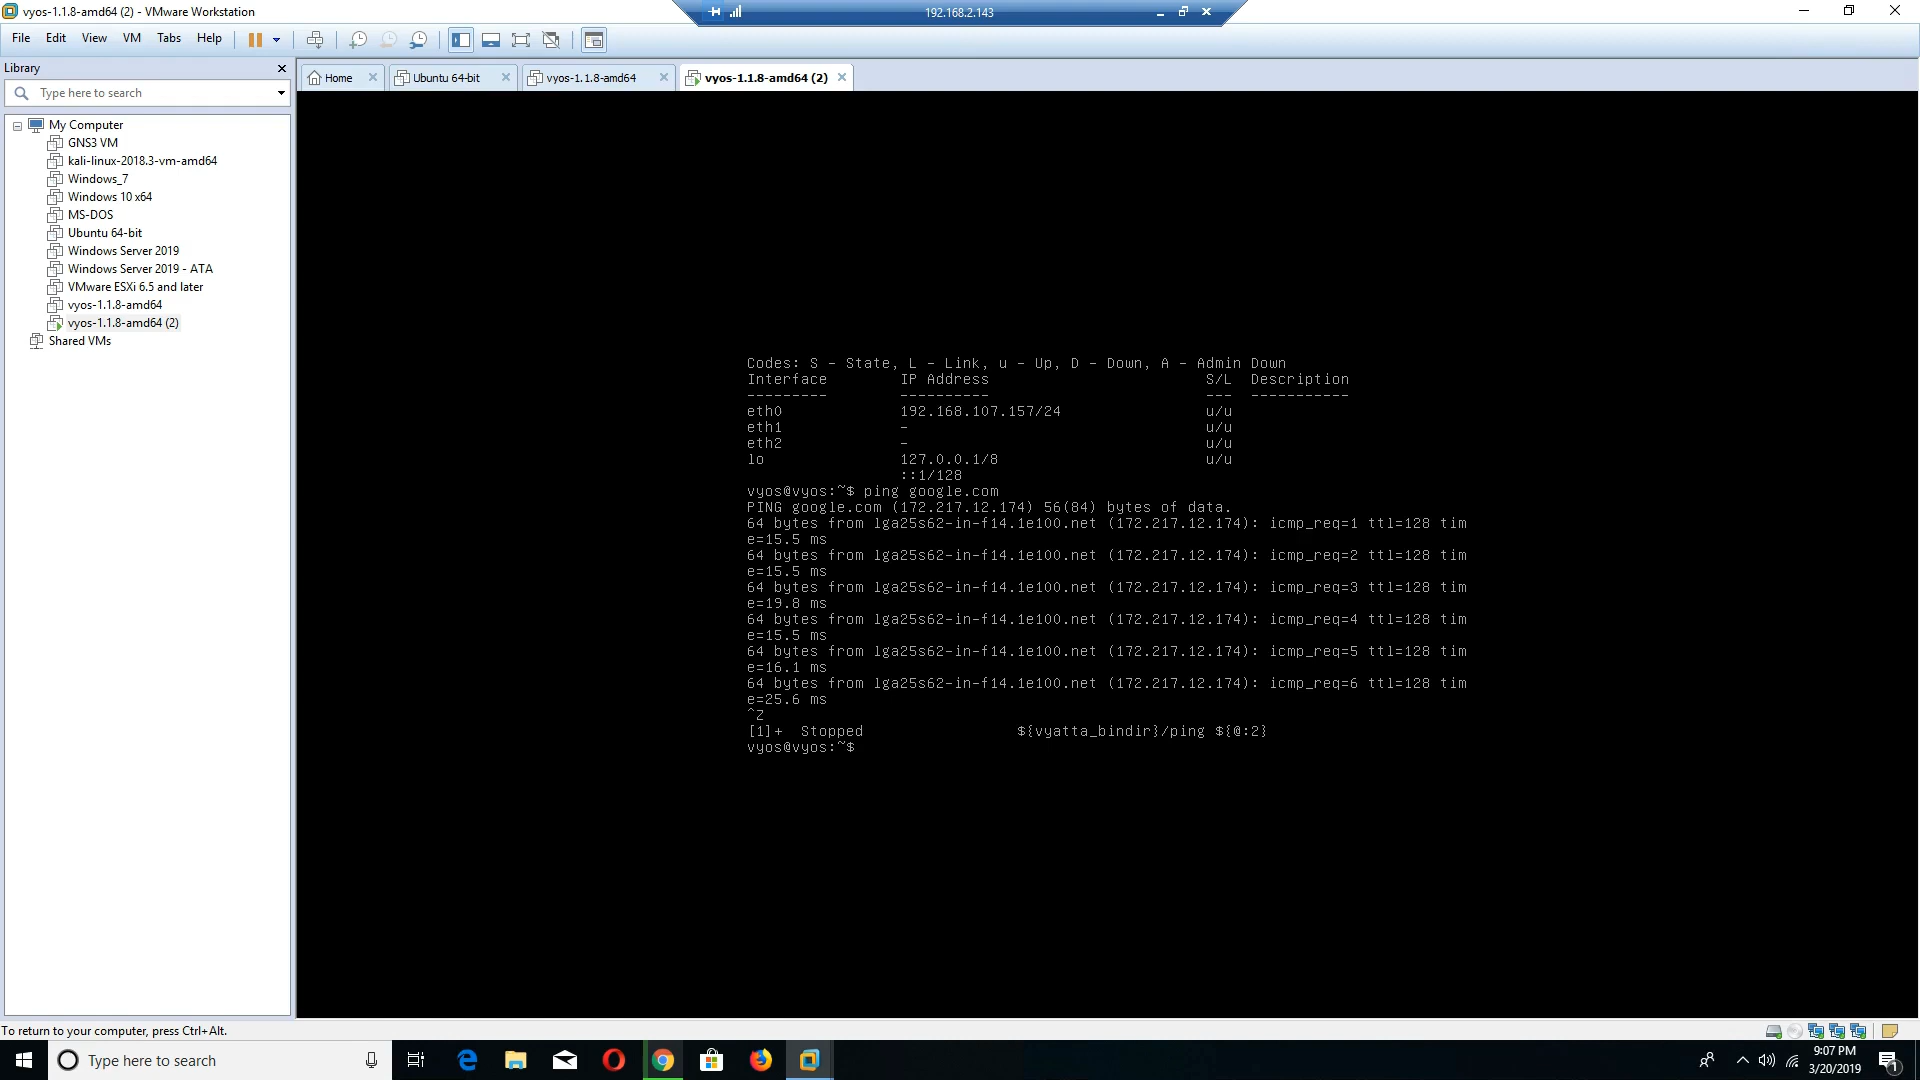 vyos-1.1.8-amd64 (2) - VMware Workstation
192.168.2.143
File Edit View VM Tabs Help
Library
Type here to search
My Computer
GNS3 VM
kali-linux-2018.3-vm-amd64
Windows_7
Windows 10 x64
MS-DOS
Ubuntu 64-bit
Windows Server 2019
Windows Server 2019 - ATA
VMware ESXi 6.5 and later
vyos-1.1.8-amd64
vyos-1.1.8-amd64 (2)
Shared VMs
Home Ubuntu 64-bit vyos-1.1.8-amd64 vyos-1.1.8-amd64 (2)
Codes: S - State, L - Link, u - Up, D - Down, A - Admin Down
Interface IP Address S/L Description
--------- ---------- --- -----------
eth0 192.168.107.157/24 u/u
eth1 - u/u
eth2 - u/u
lo 127.0.0.1/8 u/u
::1/128
vyos@vyos:~$ ping google.com
PING google.com (172.217.12.174) 56(84) bytes of data.
64 bytes from lga25s62-in-f14.1e100.net (172.217.12.174): icmp_req=1 ttl=128 tim
e=15.5 ms
64 bytes from lga25s62-in-f14.1e100.net (172.217.12.174): icmp_req=2 ttl=128 tim
e=15.5 ms
64 bytes from lga25s62-in-f14.1e100.net (172.217.12.174): icmp_req=3 ttl=128 tim
e=19.8 ms
64 bytes from lga25s62-in-f14.1e100.net (172.217.12.174): icmp_req=4 ttl=128 tim
e=15.5 ms
64 bytes from lga25s62-in-f14.1e100.net (172.217.12.174): icmp_req=5 ttl=128 tim
e=16.1 ms
64 bytes from lga25s62-in-f14.1e100.net (172.217.12.174): icmp_req=6 ttl=128 tim
e=25.6 ms
^Z
[1]+ Stopped ${vyatta_bindir}/ping ${@:2}
vyos@vyos:~$
To return to your computer, press Ctrl+Alt.
Type here to search
9:07 PM
3/20/2019
1